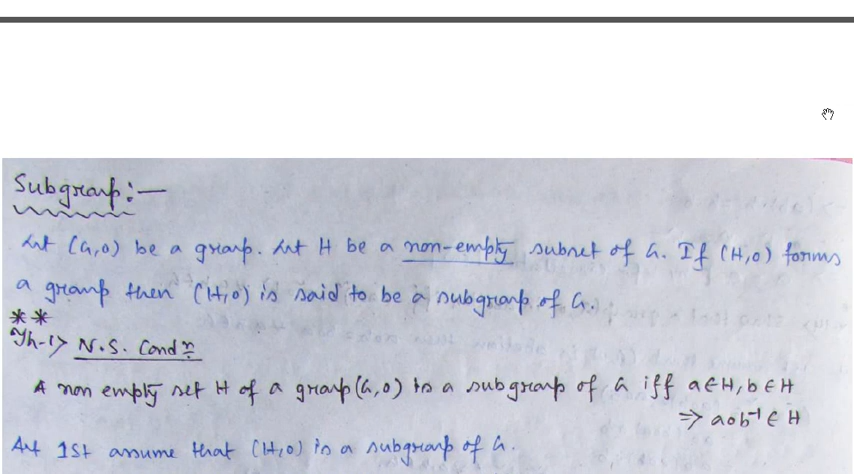 Subgroup:—
Let (G,o) be a group. Let H be a non-empty subset of G. If (H,o) forms
a group then (H,o) is said to be a subgroup of G.
**
Th-1> N.S. Condn
A non empty set H of a group (G,o) is a subgroup of G iff a∈H, b∈H
⇒ aob⁻¹ ∈ H
At 1st assume that (H,o) is a subgroup of G.